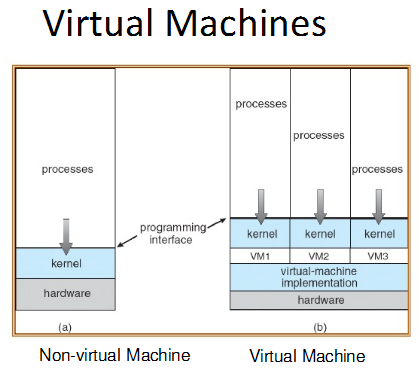 Virtual Machines
processes
processes
processes
processes
programming
interface
kernel
hardware
kernel
kernel
kernel
VM1
VM2
VM3
virtual-machine
implementation
hardware
(a)
(b)
Non-virtual Machine
Virtual Machine